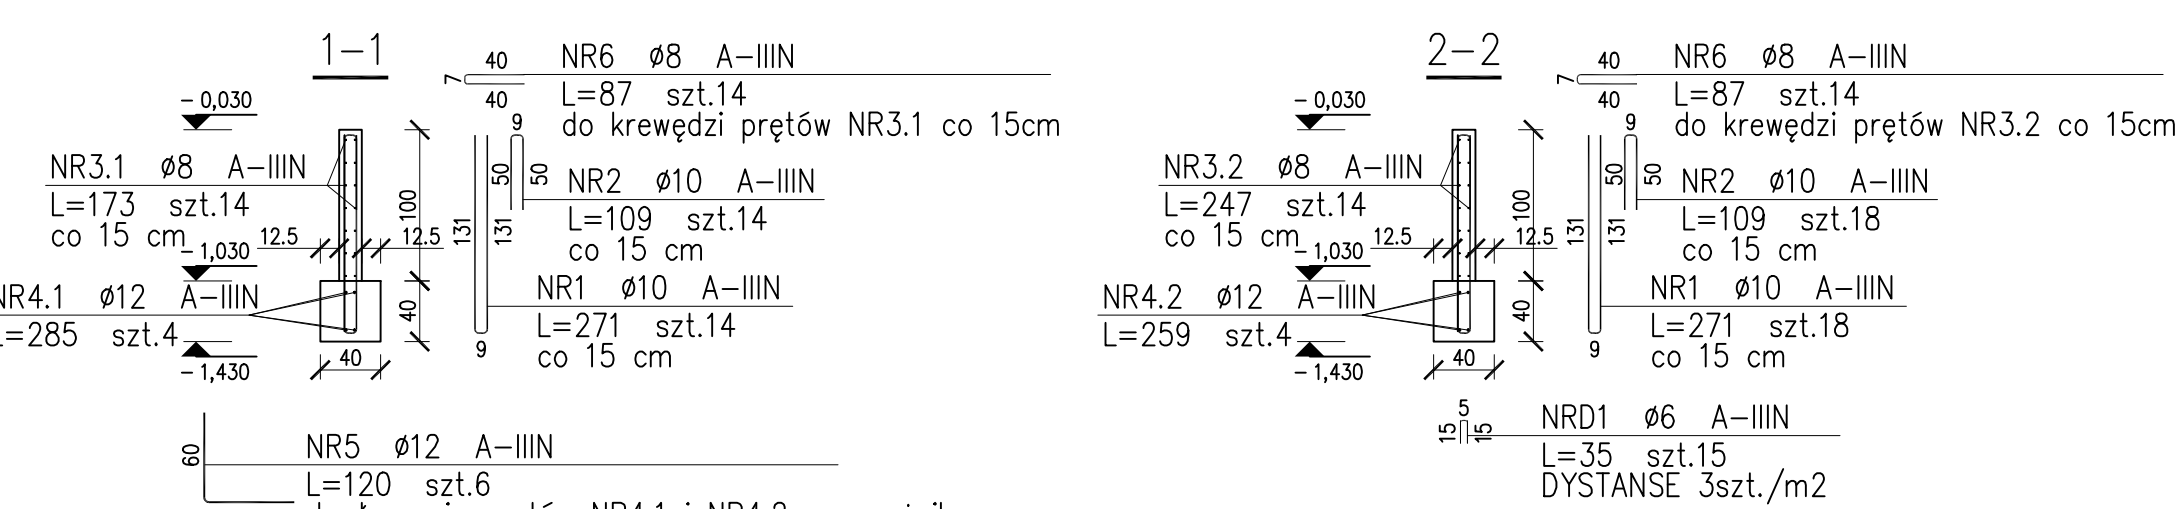 1-1
40
NR6 ø8 A-IIIN
7
40
L=87 szt.14
do krewędzi prętów NR3.1 co 15cm
- 0,030
9
50
50
NR3.1 ø8 A-IIIN
L=173 szt.14
co 15 cm
NR2 ø10 A-IIIN
L=109 szt.14
co 15 cm
100
131
131
12.5
12.5
- 1,030
NR4.1 ø12 A-IIIN
L=285 szt.4
40
NR1 ø10 A-IIIN
L=271 szt.14
co 15 cm
9
40
- 1,430
60
NR5 ø12 A-IIIN
L=120 szt.6
2-2
40
NR6 ø8 A-IIIN
7
40
L=87 szt.14
do krewędzi prętów NR3.2 co 15cm
- 0,030
9
50
50
NR3.2 ø8 A-IIIN
L=247 szt.14
co 15 cm
NR2 ø10 A-IIIN
L=109 szt.18
co 15 cm
100
131
131
12.5
12.5
- 1,030
NR4.2 ø12 A-IIIN
L=259 szt.4
40
NR1 ø10 A-IIIN
L=271 szt.18
co 15 cm
9
40
- 1,430
5
15
15
NRD1 ø6 A-IIIN
L=35 szt.15
DYSTANSE 3szt./m2